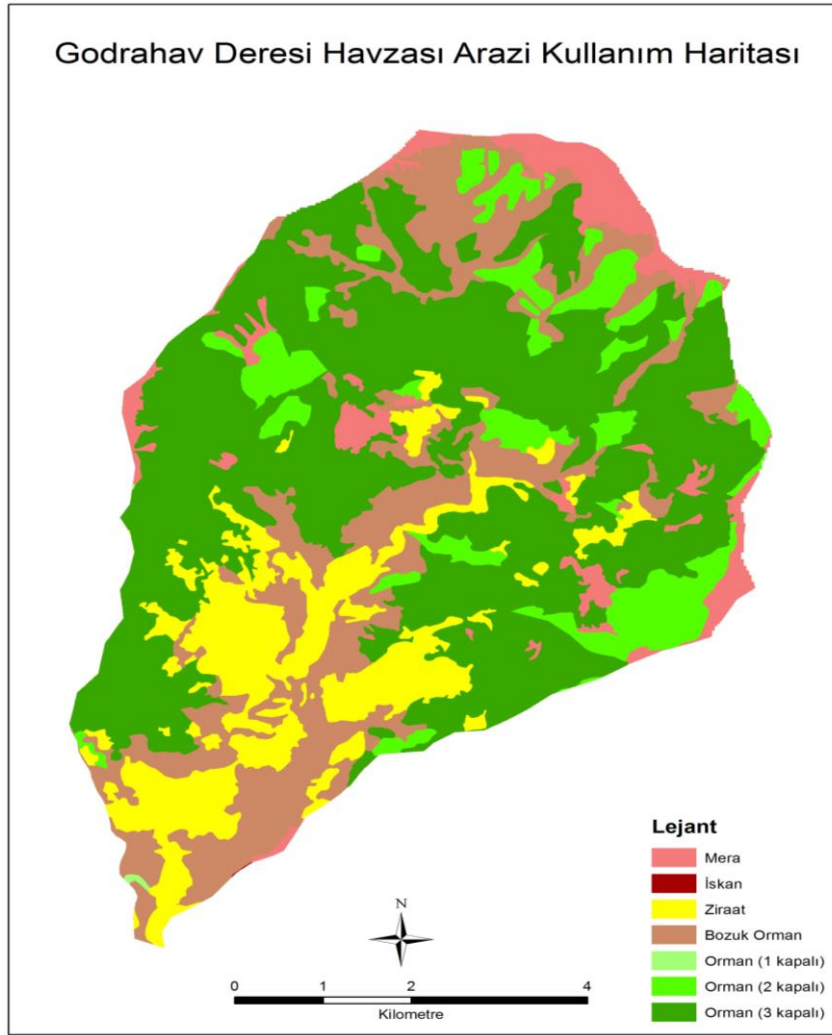 Godrahav Deresi Havzası Arazi Kullanım Haritası
Lejant
Mera
İskan
Ziraat
Bozuk Orman
Orman (1 kapalı)
Orman (2 kapalı)
Orman (3 kapalı)
N
0 1 2 4
Kilometre